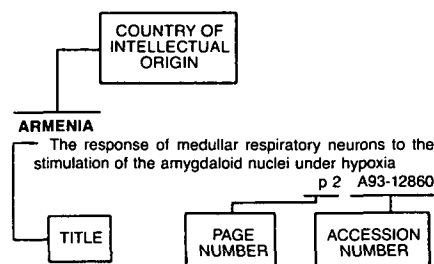 COUNTRY OF
INTELLECTUAL
ORIGIN
ARMENIA
The response of medullar respiratory neurons to the
stimulation of the amygdaloid nuclei under hypoxia
p 2 A93-12860
TITLE
PAGE
NUMBER
ACCESSION
NUMBER